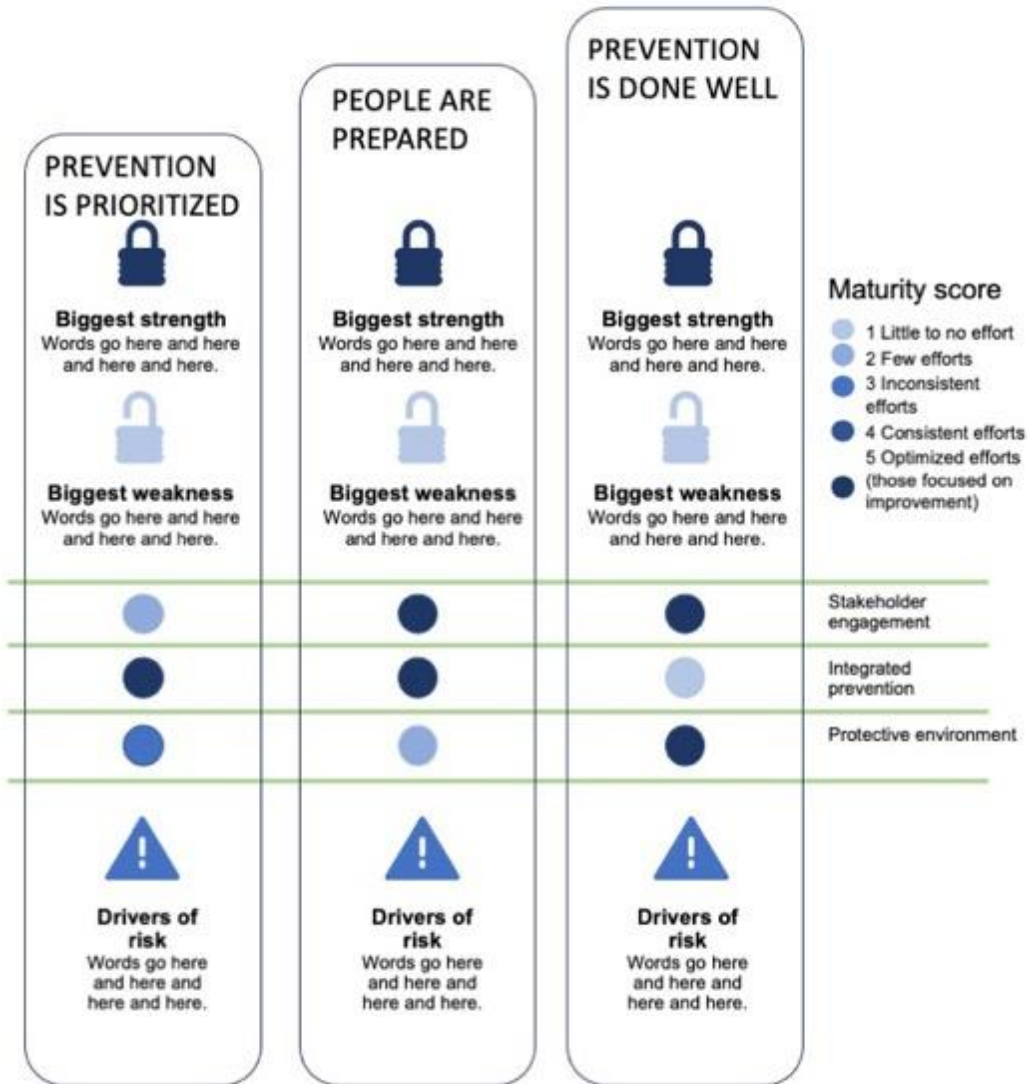 PREVENTION
IS PRIORITIZED
Biggest strength
Words go here and here
and here and here.
Biggest weakness
Words go here and here
and here and here.
Drivers of
risk
Words go here
and here and
here and here.
PEOPLE ARE
PREPARED
Biggest strength
Words go here and here
and here and here.
Biggest weakness
Words go here and here
and here and here.
Drivers of
risk
Words go here
and here and
here and here.
PREVENTION
IS DONE WELL
Biggest strength
Words go here and here
and here and here.
Biggest weakness
Words go here and here
and here and here.
Drivers of
risk
Words go here
and here and
here and here.
Maturity score
1 Little to no effort
2 Few efforts
3 Inconsistent
efforts
4 Consistent efforts
5 Optimized efforts
(those focused on
improvement)
Stakeholder
engagement
Integrated
prevention
Protective environment